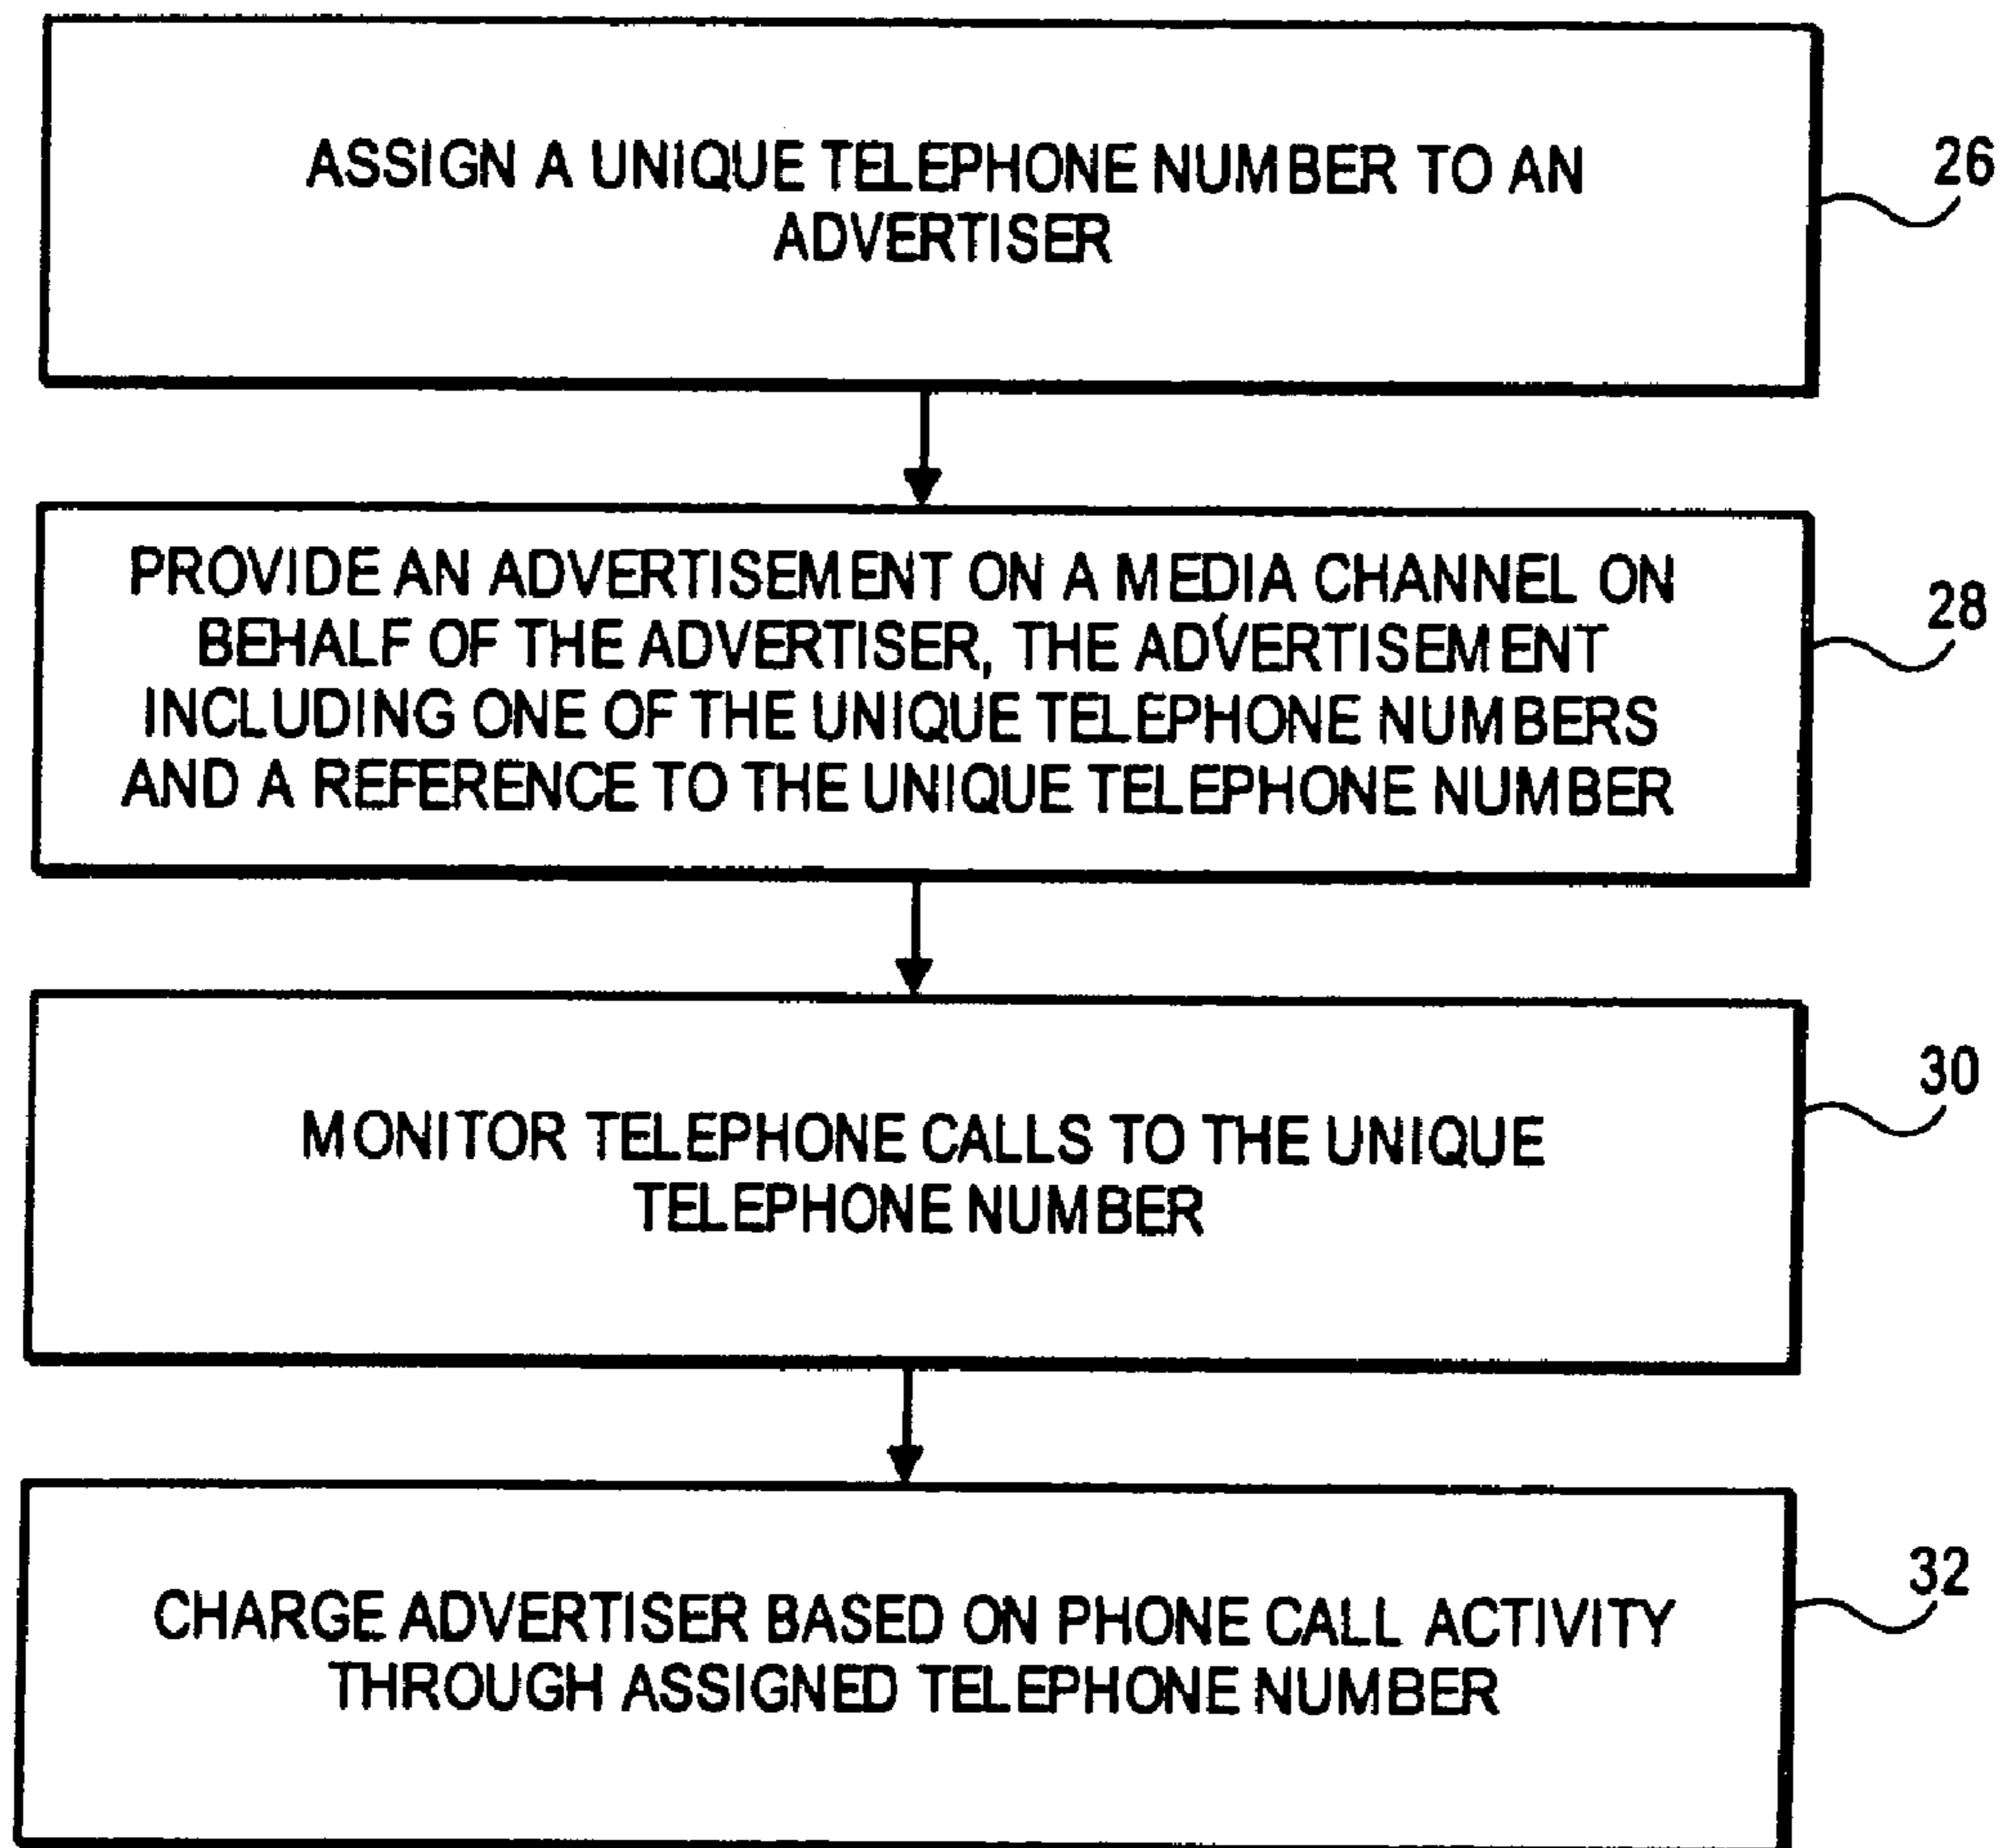 ASSIGN A UNIQUE TELEPHONE NUMBER TO AN
ADVERTISER
26
PROVIDE AN ADVERTISEMENT ON A MEDIA CHANNEL ON
BEHALF OF THE ADVERTISER, THE ADVERTISEMENT
INCLUDING ONE OF THE UNIQUE TELEPHONE NUMBERS
AND A REFERENCE TO THE UNIQUE TELEPHONE NUMBER
28
MONITOR TELEPHONE CALLS TO THE UNIQUE
TELEPHONE NUMBER
30
CHARGE ADVERTISER BASED ON PHONE CALL ACTIVITY
THROUGH ASSIGNED TELEPHONE NUMBER
32